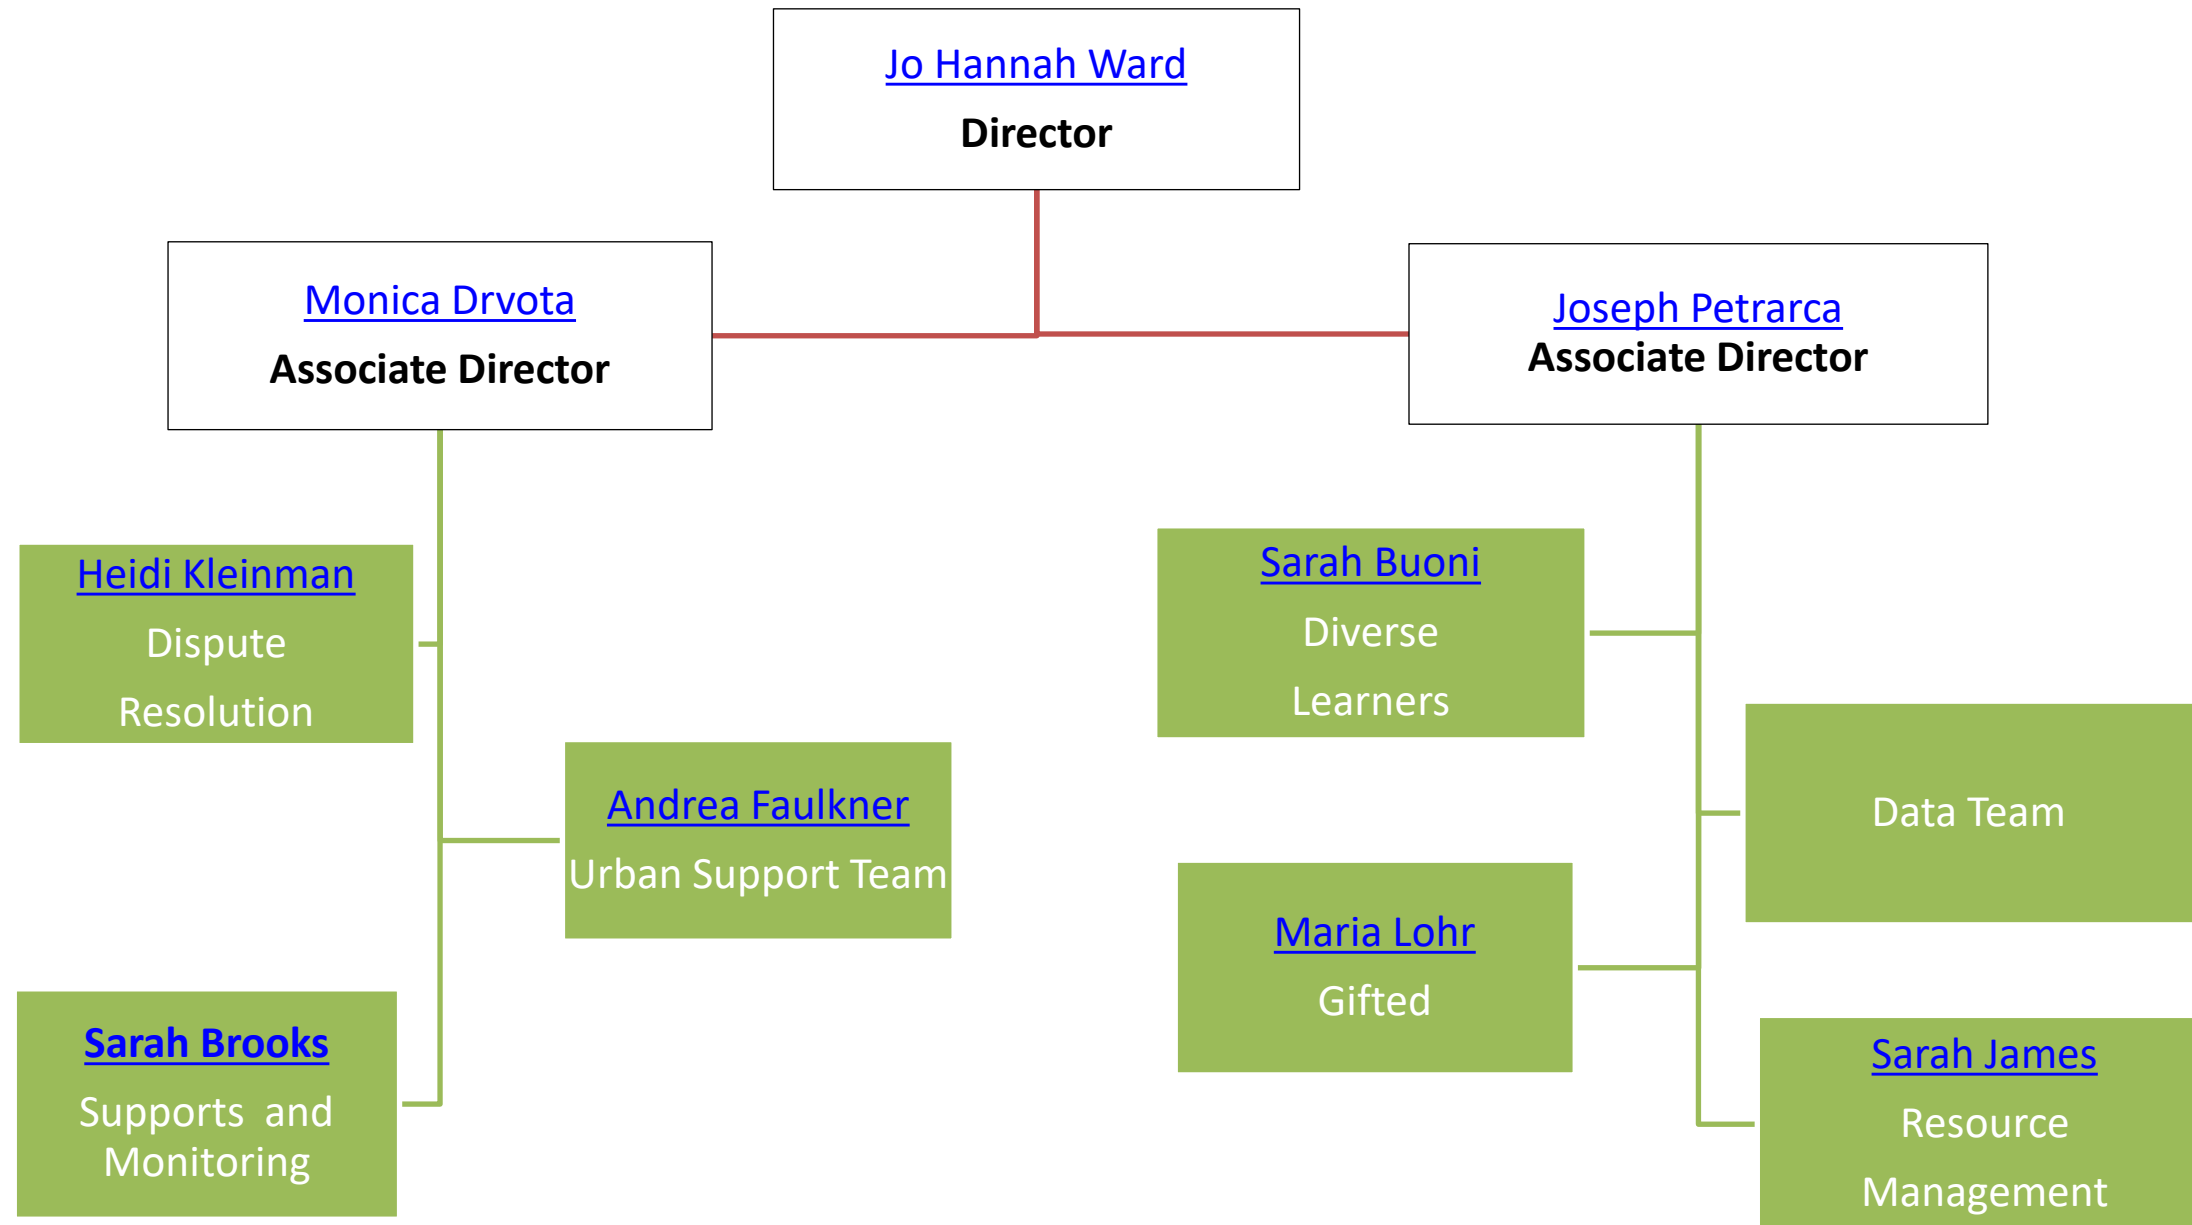 Jo Hannah Ward
Director
Monica Drvota
Associate Director
Joseph Petrarca
Associate Director
Heidi Kleinman
Dispute
Resolution
Andrea Faulkner
Urban Support Team
Sarah Brooks
Supports  and
Monitoring
Sarah Buoni
Diverse
Learners
Data Team
Maria Lohr
Gifted
Sarah James
Resource
Management